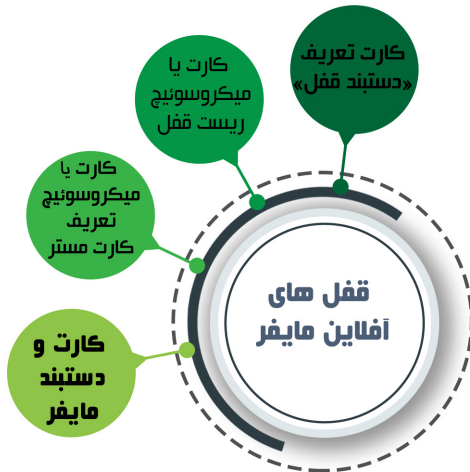 کارت تعریف
«دستبند قفل»
کارت یا
میکروسوئیچ
ریست قفل
کارت یا
میکروسوئیچ
تعریف
کارت مستر
کارت و
دستبند
مایفر
قفل های
آفلاین مایفر